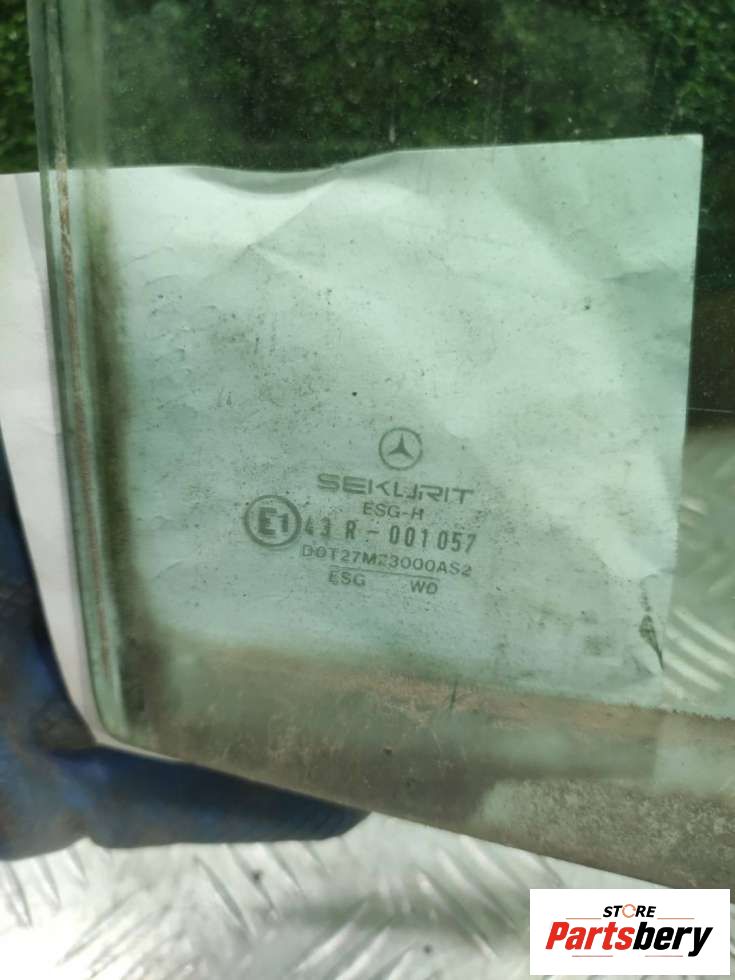 SEKURIT
ESG-H
E1 43 R - 001057
DOT27M23000AS2
ESG WD
STORE
Partsbery